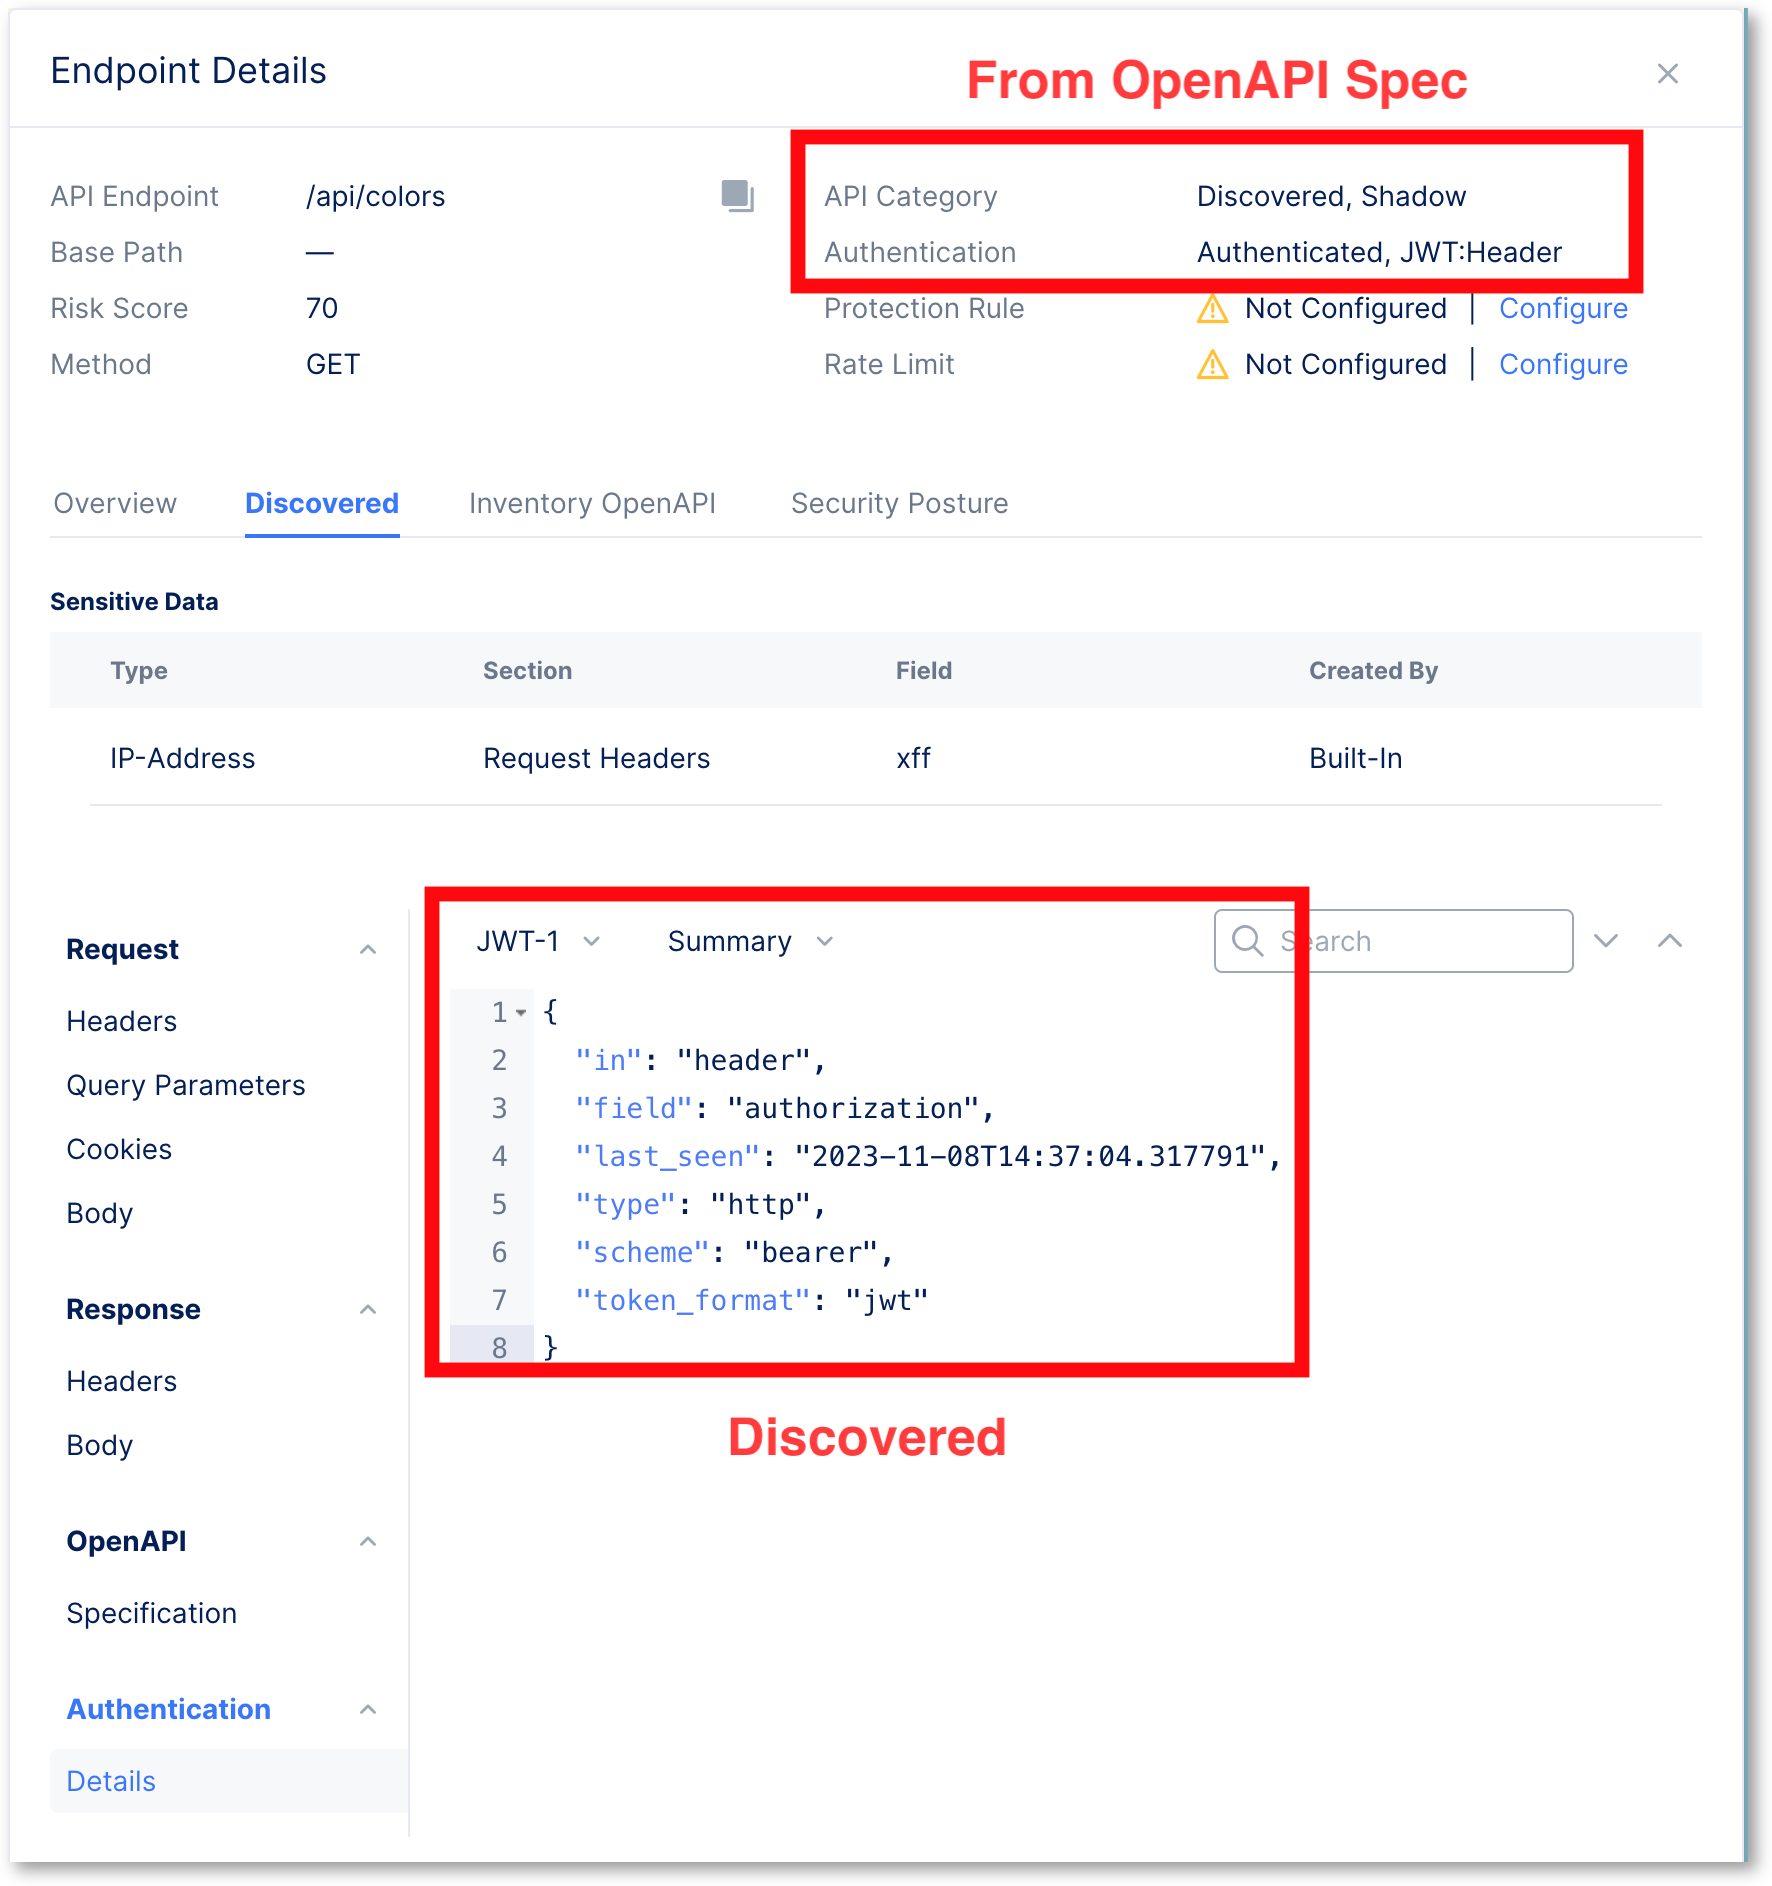 Endpoint Details
From OpenAPI Spec
API Endpoint /api/colors
API Category Discovered, Shadow
Base Path —
Authentication Authenticated, JWT:Header
Risk Score 70
Protection Rule Not Configured | Configure
Method GET
Rate Limit Not Configured | Configure
Overview Discovered Inventory OpenAPI Security Posture
Sensitive Data
Type Section Field Created By
IP-Address Request Headers xff Built-In
Request
Headers
Query Parameters
Cookies
Body
Response
Headers
Body
OpenAPI
Specification
Authentication
Details
JWT-1 Summary Search
1 {
2 "in": "header",
3 "field": "authorization",
4 "last_seen": "2023-11-08T14:37:04.317791",
5 "type": "http",
6 "scheme": "bearer",
7 "token_format": "jwt"
8 }
Discovered